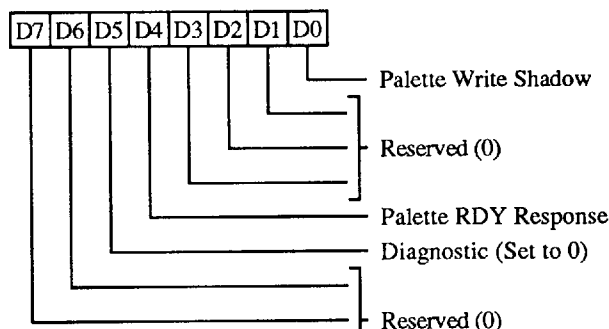 D7 D6 D5 D4 D3 D2 D1 D0
Palette Write Shadow
Reserved (0)
Palette RDY Response
Diagnostic (Set to 0)
Reserved (0)